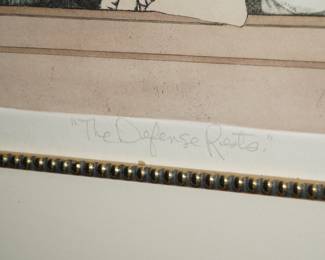 "The Defense Rests."